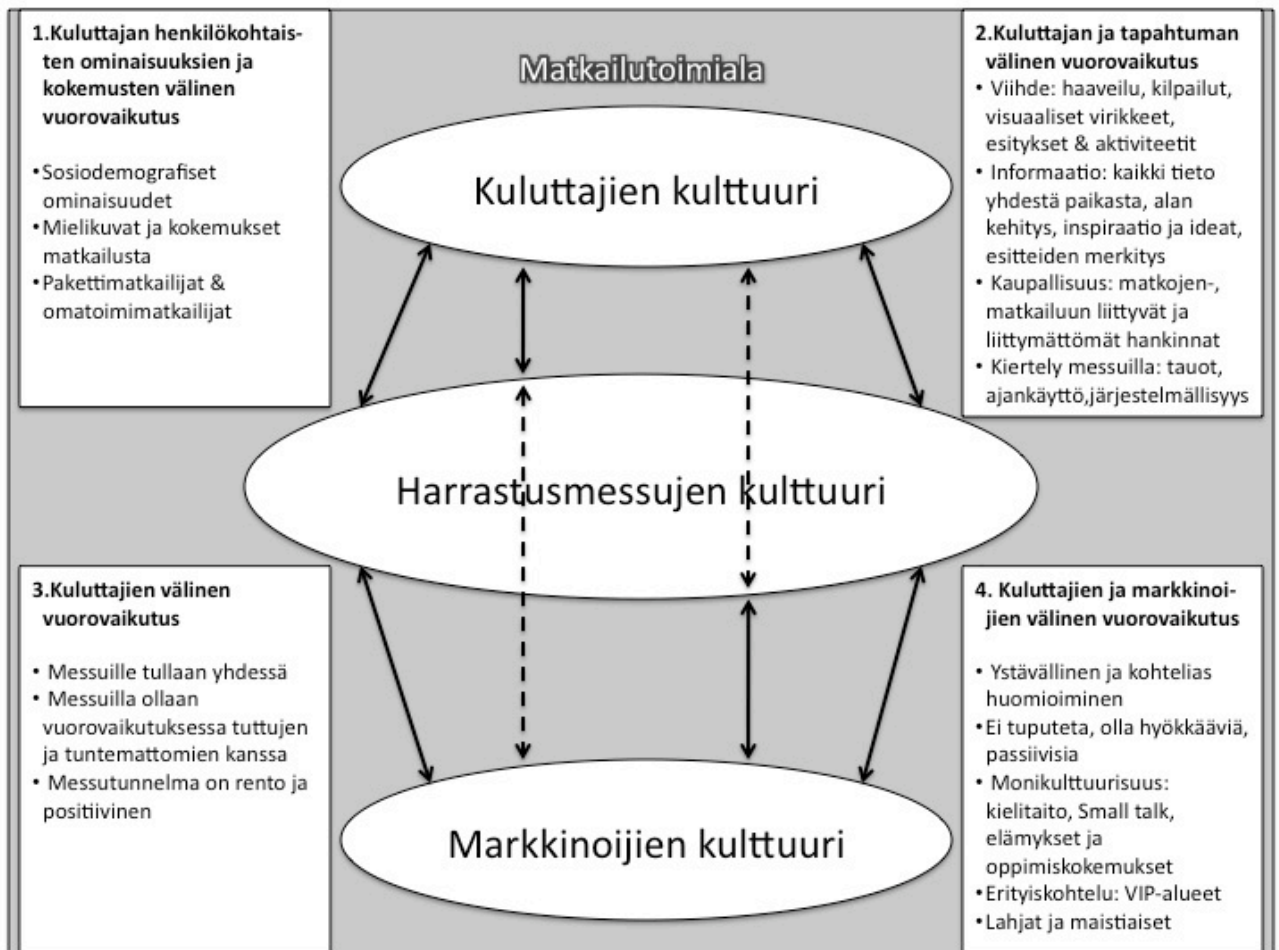 Matkailutoimiala
1.Kuluttajan henkilökohtais-
ten ominaisuuksien ja
kokemusten välinen
vuorovaikutus
•Sosiodemografiset
ominaisuudet
•Mielikuvat ja kokemukset
matkailusta
•Pakettimatkailijat &
omatoimimatkailijat
2.Kuluttajan ja tapahtuman
välinen vuorovaikutus
• Viihde: haaveilu, kilpailut,
visuaaliset virikkeet,
esitykset & aktiviteetit
• Informaatio: kaikki tieto
yhdestä paikasta, alan
kehitys, inspiraatio ja ideat,
esitteiden merkitys
• Kaupallisuus: matkojen-,
matkailuun liittyvät ja
liittymättömät hankinnat
• Kiertely messuilla: tauot,
ajankäyttö,järjestelmällisyys
Kuluttajien kulttuuri
Harrastusmessujen kulttuuri
Markkinoijien kulttuuri
3.Kuluttajien välinen
vuorovaikutus
• Messuille tullaan yhdessä
• Messuilla ollaan
vuorovaikutuksessa tuttujen
ja tuntemattomien kanssa
• Messutunnelma on rento ja
positiivinen
4. Kuluttajien ja markkinoi-
jien välinen vuorovaikutus
• Ystävällinen ja kohtelias
huomioiminen
•Ei tuputeta, olla hyökkääviä,
passiivisia
• Monikulttuurisuus:
kielitaito, Small talk,
elämykset ja
oppimiskokemukset
•Erityiskohtelu: VIP-alueet
•Lahjat ja maistiaiset